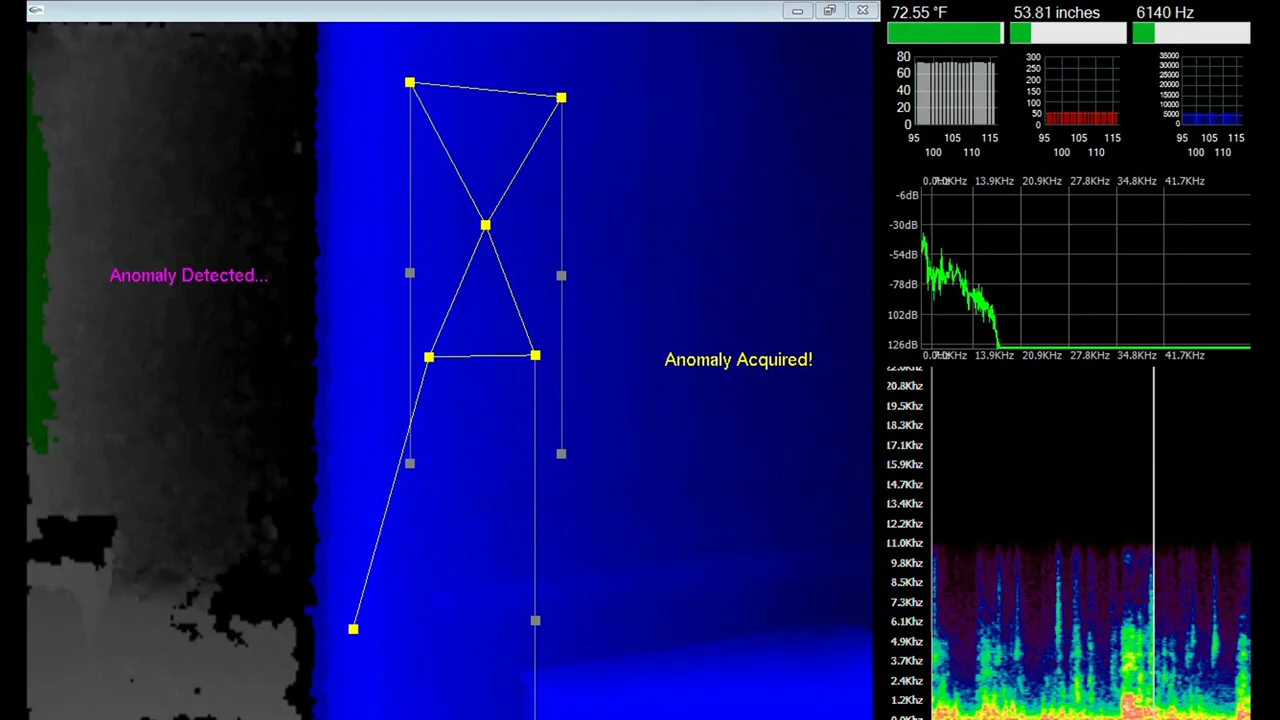 72.55 °F 53.81 inches 6140 Hz
80 60 40 20 0
95 105 115
100 110
300 250 200 150 100 50 0
95 105 115
100 110
35000 30000 25000 20000 15000 10000 5000 0
95 105 115
100 110
13.9KHz 20.9KHz 27.8KHz 34.8KHz 41.7KHz
-6dB
-30dB
-54dB
-78dB
102dB
126dB
13.9KHz 20.9KHz 27.8KHz 34.8KHz 41.7KHz
Anomaly Detected...
Anomaly Acquired!
20.8Khz
19.5Khz
18.3Khz
17.1Khz
15.9Khz
14.7Khz
13.4Khz
12.2Khz
11.0Khz
9.8Khz
8.5Khz
7.3Khz
6.1Khz
4.9Khz
3.7Khz
2.4Khz
1.2Khz